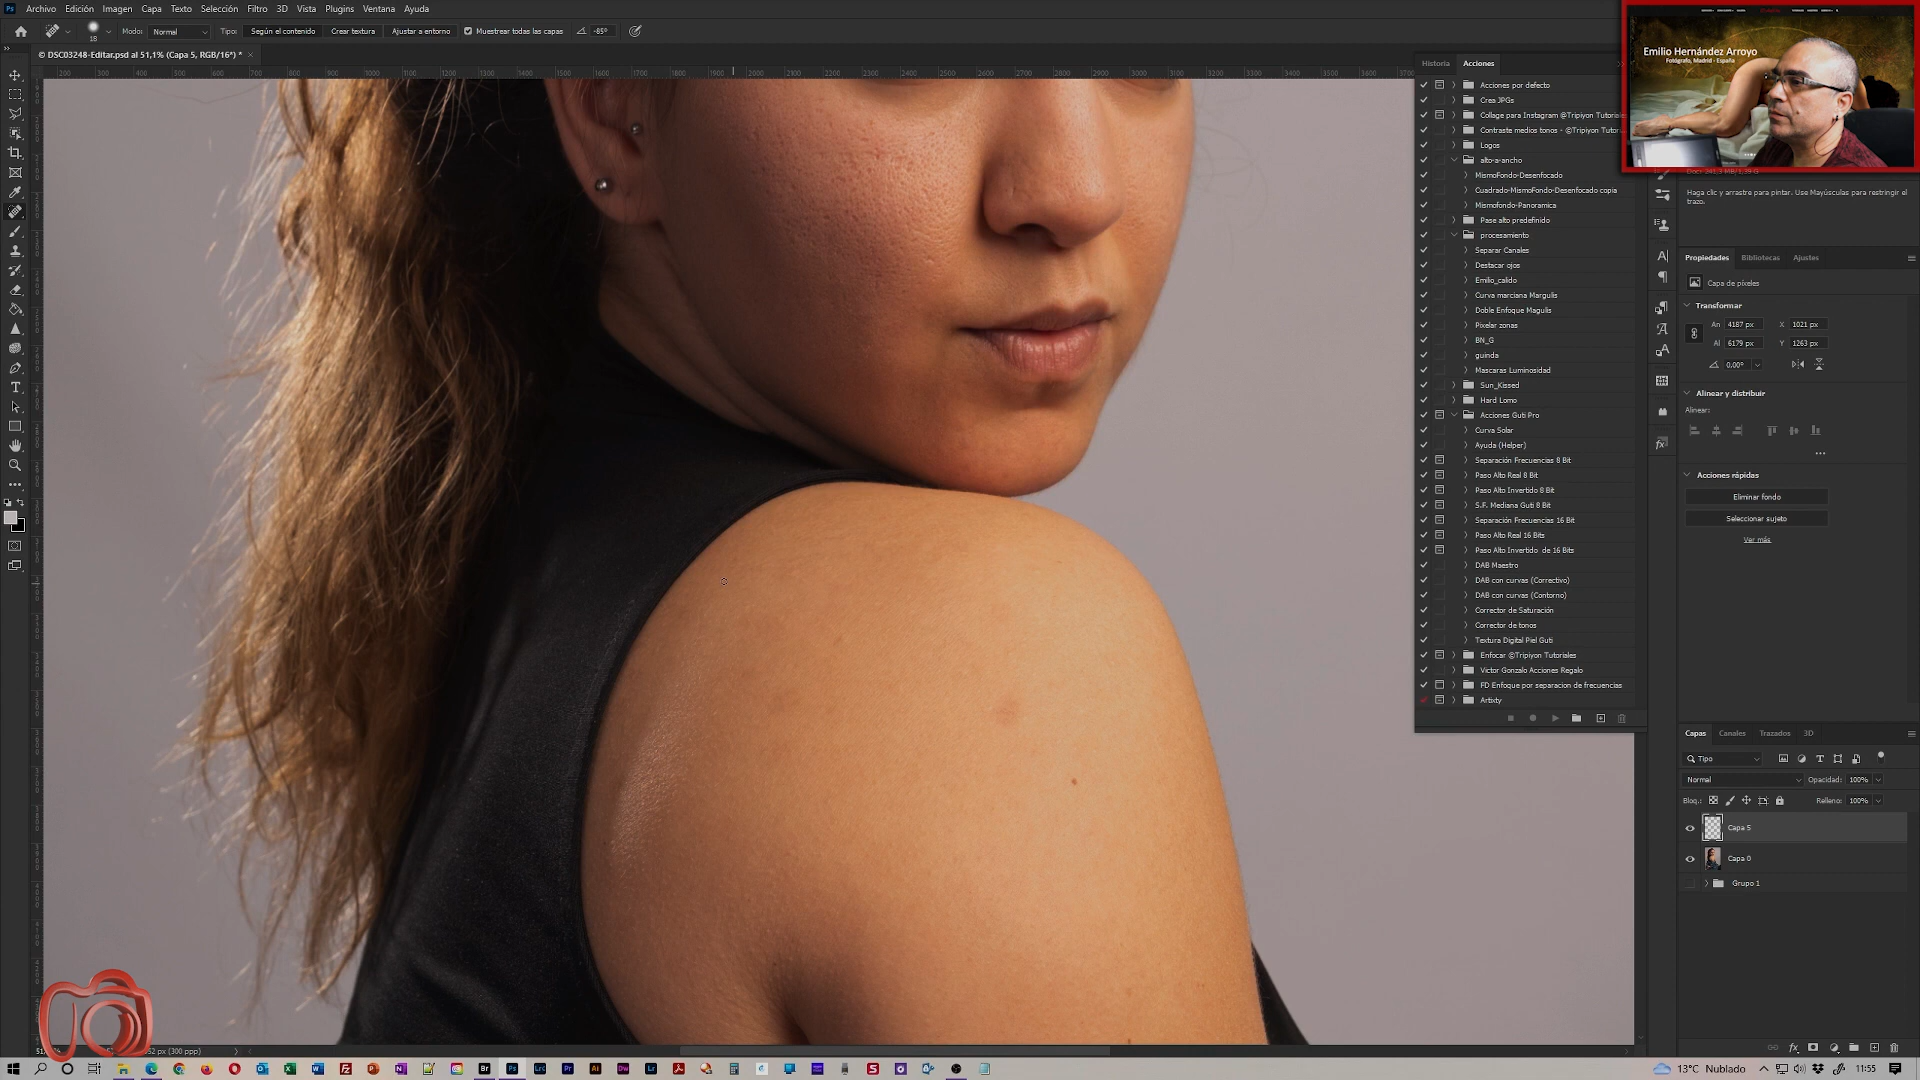 Archivo Edición Imagen Capa Texto Selección Filtro 3D Vista Plugins Ventana Ayuda
18 Modo: Normal Tipo: Según el contenido Crear textura Ajustar a entorno Muestrear todas las capas -85°
© DSC03248-Editar.psd al 51,1% (Capa 5, RGB/16*) * ×
Emilio Hernández Arroyo
Fotógrafo, Madrid - España
Historia Acciones
Acciones por defecto
Crea JPGs
Collage para Instagram @Tripiyon Tutoriales
Contraste medios tonos - ©Tripiyon
Logos
alto-a-ancho
MismoFondo-Desenfocado
Cuadrado-MismoFondo-Desenfocado copia
Mismofondo-Panoramica
Pase alto predefinido
procesamiento
Separar Canales
Destacar ojos
Emilio_calido
Curva marciana Margulis
Doble Enfoque Magulis
Pixelar zonas
BN_G
guinda
Mascaras Luminosidad
Sun_Kissed
Hard Lomo
Acciones Guti Pro
Curva Solar
Ayuda (Helper)
Separación Frecuencias 8 Bit
Paso Alto Real 8 Bit
Paso Alto Invertido 8 Bit
S.F. Mediana Guti 8 Bit
Separación Frecuencias 16 Bit
Paso Alto Real 16 Bits
Paso Alto Invertido de 16 Bits
DAB Maestro
DAB con curvas (Correctivo)
DAB con curvas (Contorno)
Corrector de Saturación
Corrector de tonos
Textura Digital Piel Guti
Enfocar @Tripiyon Tutoriales
Victor Gonzalo Acciones Regalo
FD Enfoque por separacion de frecuencias
Artixty
Haz clic y arrastre para pintar. Use Mayúsculas para restringir el
trazo.
Propiedades Bibliotecas Ajustes
Capa de píxeles
Transformar
An 4187 px X 1021 px
Al 6179 px Y 1263 px
0,00°
Alinear y distribuir
Alinear:
Acciones rápidas
Eliminar fondo
Seleccionar sujeto
Ver más
Capas Canales Trazados 3D
Tipo
Normal Opacidad: 100%
Bloq.: Relleno: 100%
Capa 5
Capa 0
Grupo 1
(300 ppp)
13°C Nublado 11:55